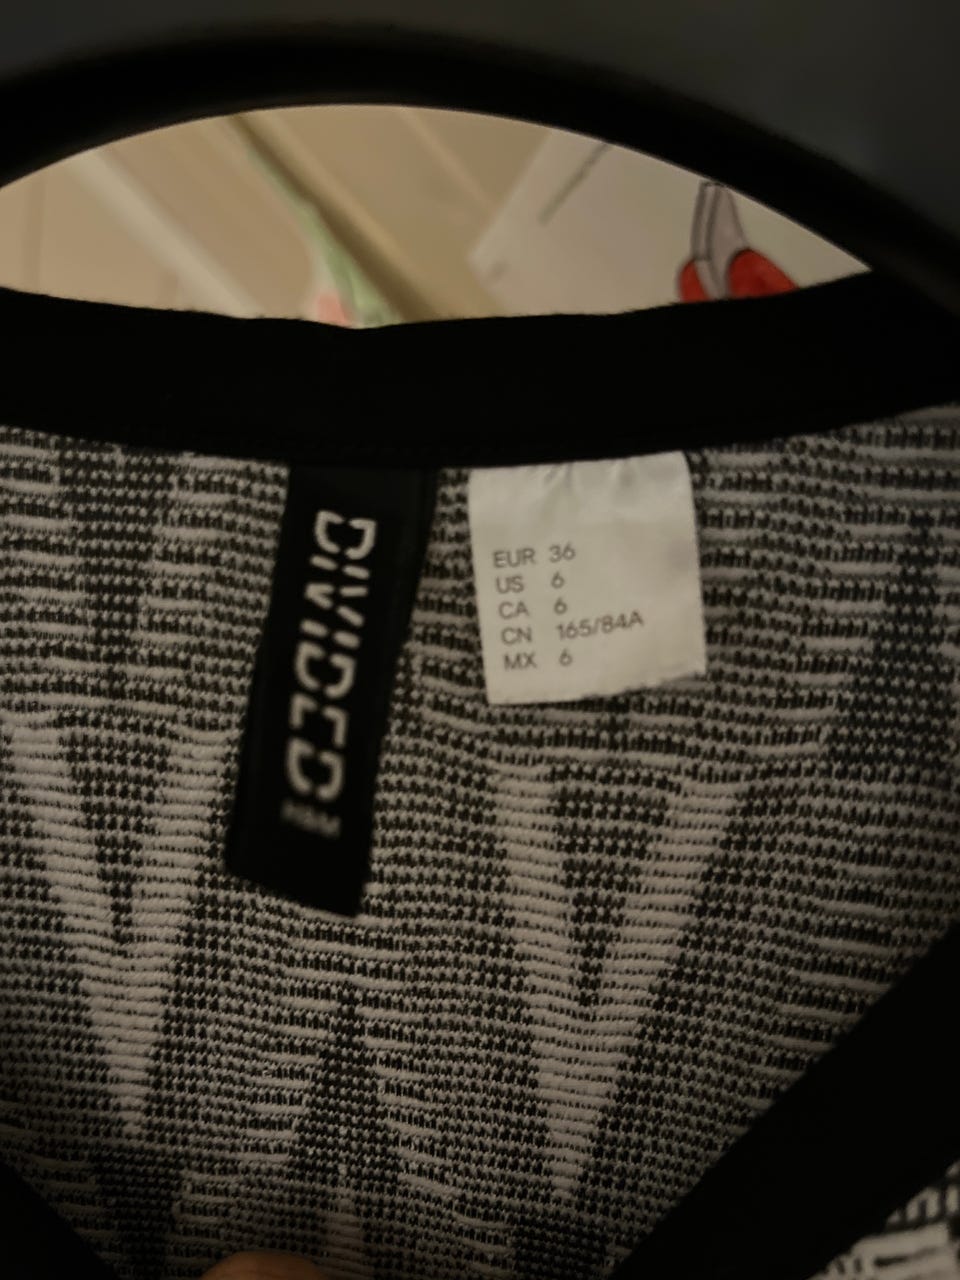 DIVIDED
EUR 36
US 6
CA 6
CN 165/84A
MX 6